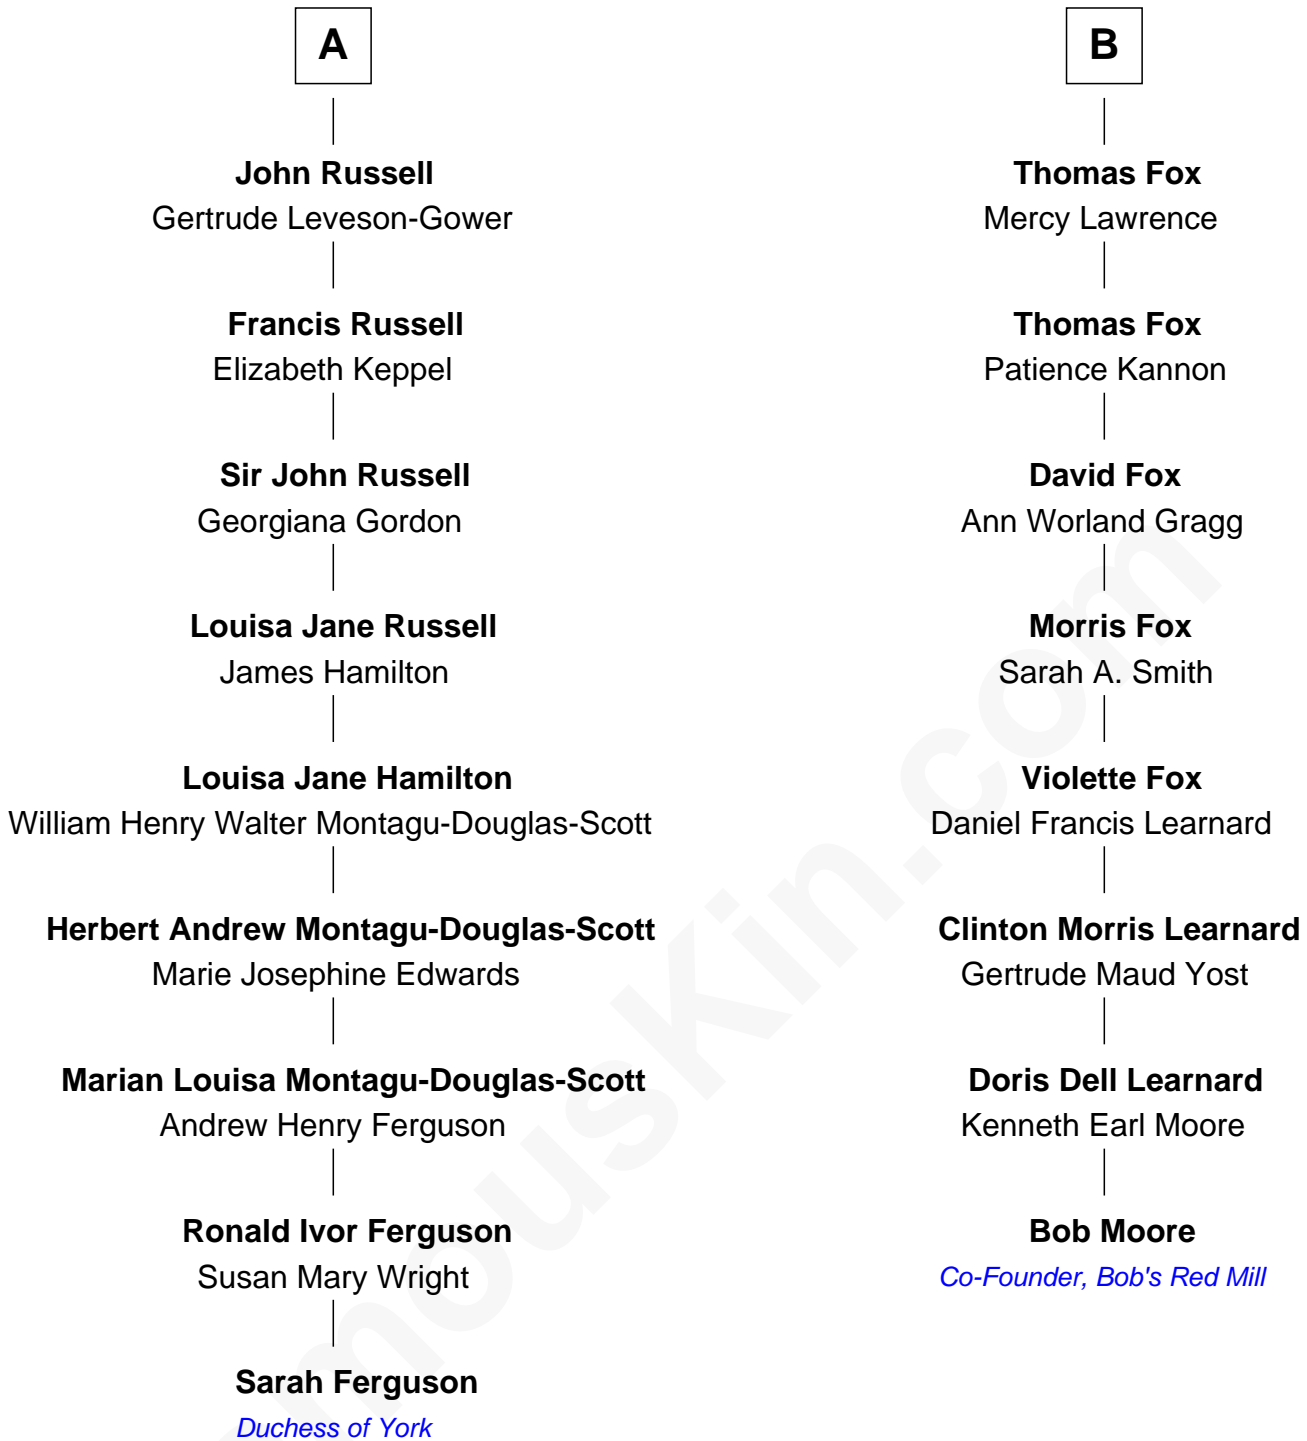 A
John Russell
Gertrude Leveson-Gower
Francis Russell
Elizabeth Keppel
Sir John Russell
Georgiana Gordon
Louisa Jane Russell
James Hamilton
Louisa Jane Hamilton
William Henry Walter Montagu-Douglas-Scott
Herbert Andrew Montagu-Douglas-Scott
Marie Josephine Edwards
Marian Louisa Montagu-Douglas-Scott
Andrew Henry Ferguson
Ronald Ivor Ferguson
Susan Mary Wright
Sarah Ferguson
Duchess of York
B
Thomas Fox
Mercy Lawrence
Thomas Fox
Patience Kannon
David Fox
Ann Worland Gragg
Morris Fox
Sarah A. Smith
Violette Fox
Daniel Francis Learnard
Clinton Morris Learnard
Gertrude Maud Yost
Doris Dell Learnard
Kenneth Earl Moore
Bob Moore
Co-Founder, Bob's Red Mill
mousKin.com